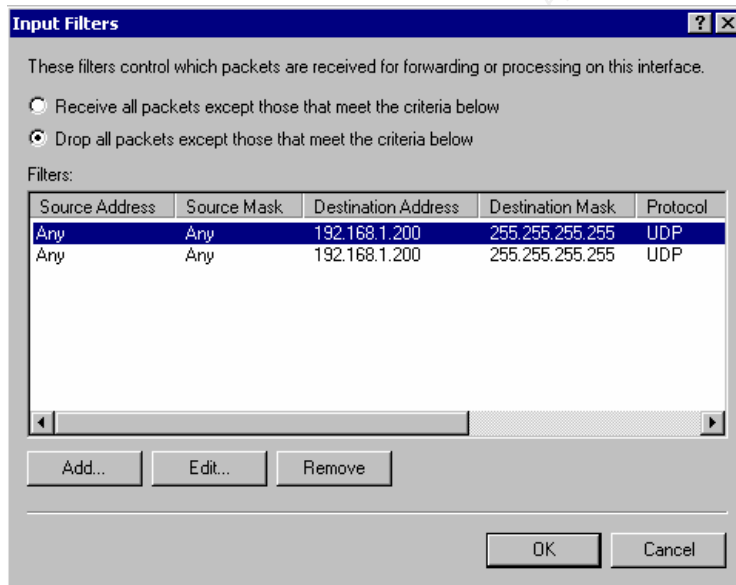 Input Filters
These filters control which packets are received for forwarding or processing on this interface.
Receive all packets except those that meet the criteria below
Drop all packets except those that meet the criteria below
Filters:
Source Address Source Mask Destination Address Destination Mask Protocol
Any Any 192.168.1.200 255.255.255.255 UDP
Any Any 192.168.1.200 255.255.255.255 UDP
Add... Edit... Remove
OK Cancel